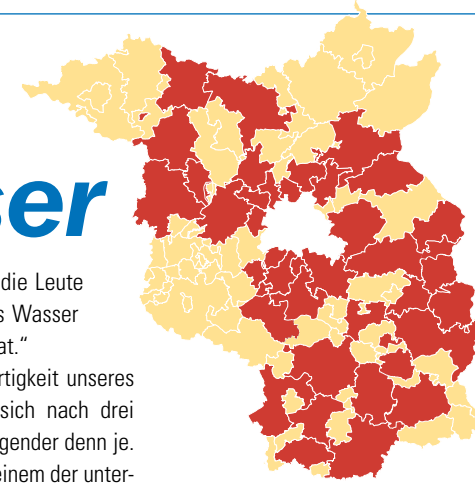 ser
die Leute
s Wasser
at.“
rtigkeit unseres
sich nach drei
gender denn je.
einem der unter-